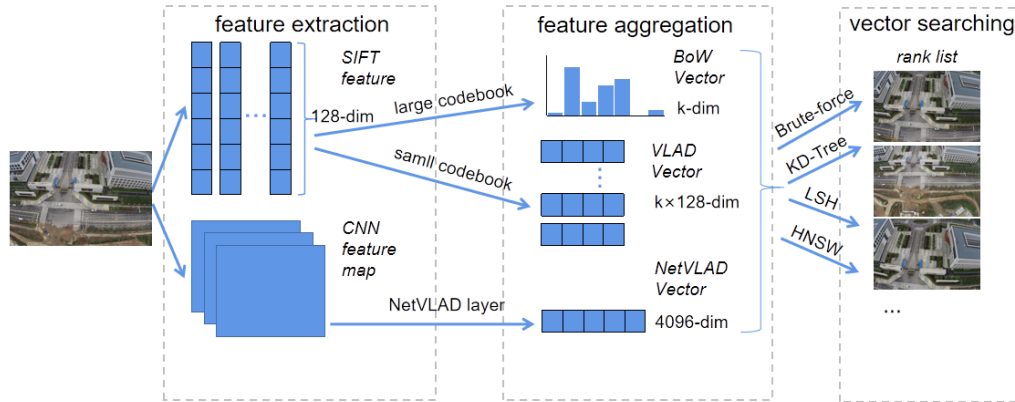 feature extraction
SIFT
feature
128-dim
CNN
feature
map
large codebook
samll codebook
NetVLAD layer
feature aggregation
BoW
Vector
k-dim
VLAD
Vector
k×128-dim
NetVLAD
Vector
4096-dim
vector searching
rank list
Brute-force
KD-Tree
LSH
HNSW
...